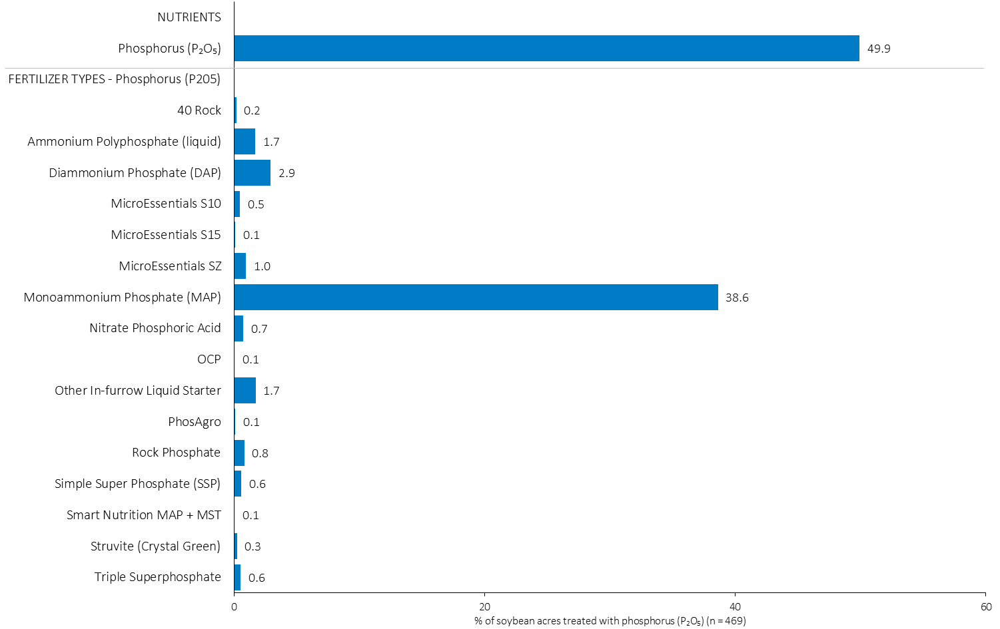 NUTRIENTS
Phosphorus (P₂O₅) 49.9
FERTILIZER TYPES - Phosphorus (P205)
40 Rock 0.2
Ammonium Polyphosphate (liquid) 1.7
Diammonium Phosphate (DAP) 2.9
MicroEssentials S10 0.5
MicroEssentials S15 0.1
MicroEssentials SZ 1.0
Monoammonium Phosphate (MAP) 38.6
Nitrate Phosphoric Acid 0.7
OCP 0.1
Other In-furrow Liquid Starter 1.7
PhosAgro 0.1
Rock Phosphate 0.8
Simple Super Phosphate (SSP) 0.6
Smart Nutrition MAP + MST 0.1
Struvite (Crystal Green) 0.3
Triple Superphosphate 0.6
0 20 40 60
% of soybean acres treated with phosphorus (P₂O₅) (n = 469)